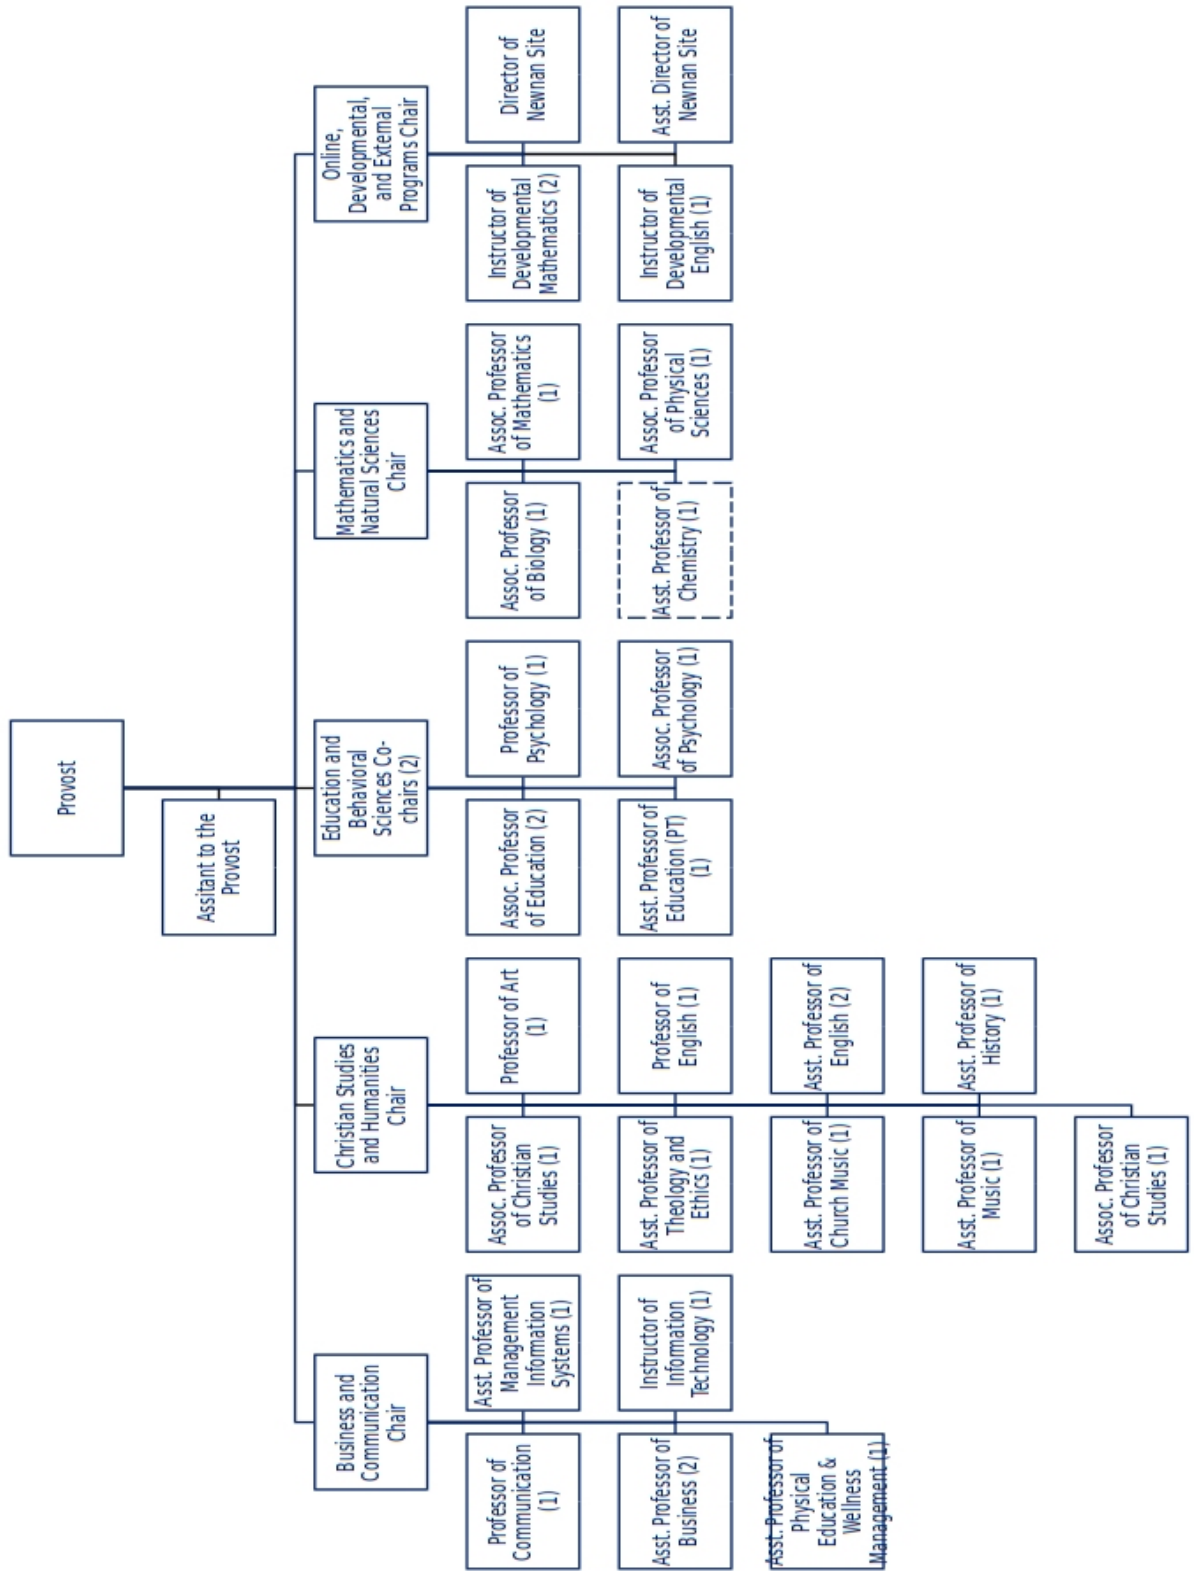 Provost
Assitant to the
Provost
Business and
Communication
Chair
Professor of
Communication
(1)
Asst. Professor of
Management
Information
Systems (1)
Asst. Professor of
Business (2)
Instructor of
Information
Technology (1)
Asst. Professor of
Physical
Education &
Wellness
Management (1)
Christian Studies
and Humanities
Chair
Assoc. Professor
of Christian
Studies (1)
Professor of Art
(1)
Asst. Professor of
Theology and
Ethics (1)
Professor of
English (1)
Asst. Professor of
Church Music (1)
Asst. Professor of
English (2)
Asst. Professor of
Music (1)
Asst. Professor of
History (1)
Assoc. Professor
of Christian
Studies (1)
Education and
Behavioral
Sciences Co-
chairs (2)
Assoc. Professor
of Education (2)
Professor of
Psychology (1)
Asst. Professor of
Education (PT)
(1)
Assoc. Professor
of Psychology (1)
Mathematics and
Natural Sciences
Chair
Assoc. Professor
of Biology (1)
Assoc. Professor
of Mathematics
(1)
Asst. Professor of
Chemistry (1)
Assoc. Professor
of Physical
Sciences (1)
Online,
Developmental,
and External
Programs Chair
Instructor of
Developmental
Mathematics (2)
Director of
Newnan Site
Instructor of
Developmental
English (1)
Asst. Director of
Newnan Site